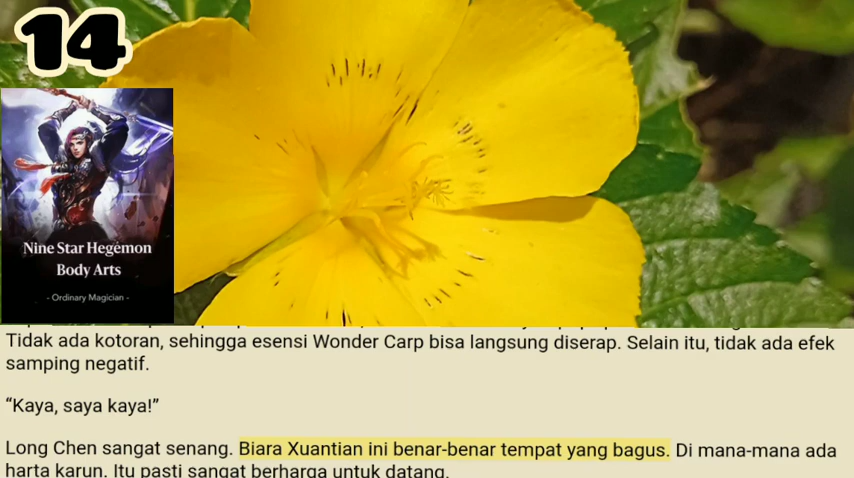 14
Nine Star Hegemon
Body Arts
- Ordinary Magician -
Tidak ada kotoran, sehingga esensi Wonder Carp bisa langsung diserap. Selain itu, tidak ada efek
samping negatif.
“Kaya, saya kaya!”
Long Chen sangat senang. Biara Xuantian ini benar-benar tempat yang bagus. Di mana-mana ada
harta karun. Itu pasti sangat berharga untuk datang.